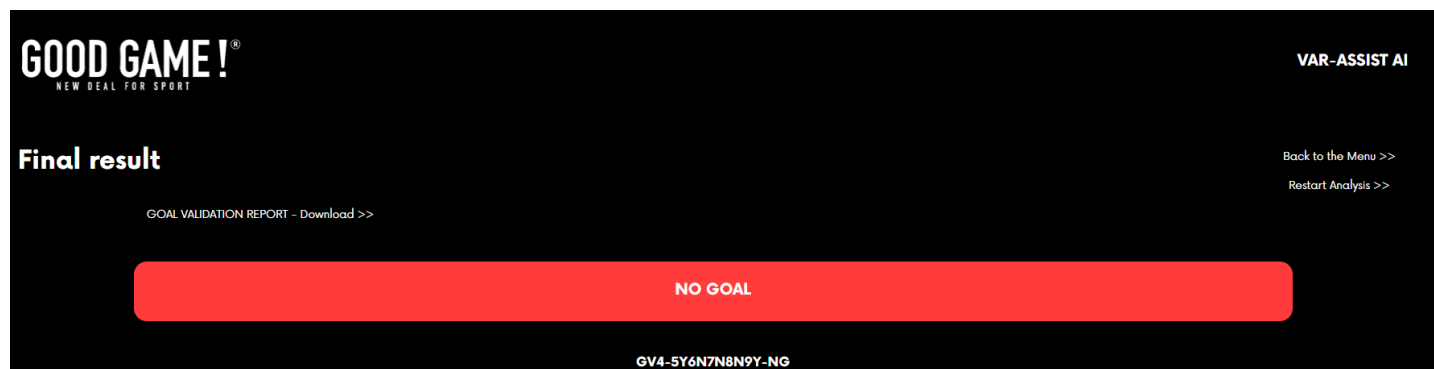 GOOD GAME!®
NEW DEAL FOR SPORT
VAR-ASSIST AI
Final result
Back to the Menu >>
Restart Analysis >>
GOAL VALIDATION REPORT - Download >>
NO GOAL
GV4-5Y6N7N8N9Y-NG